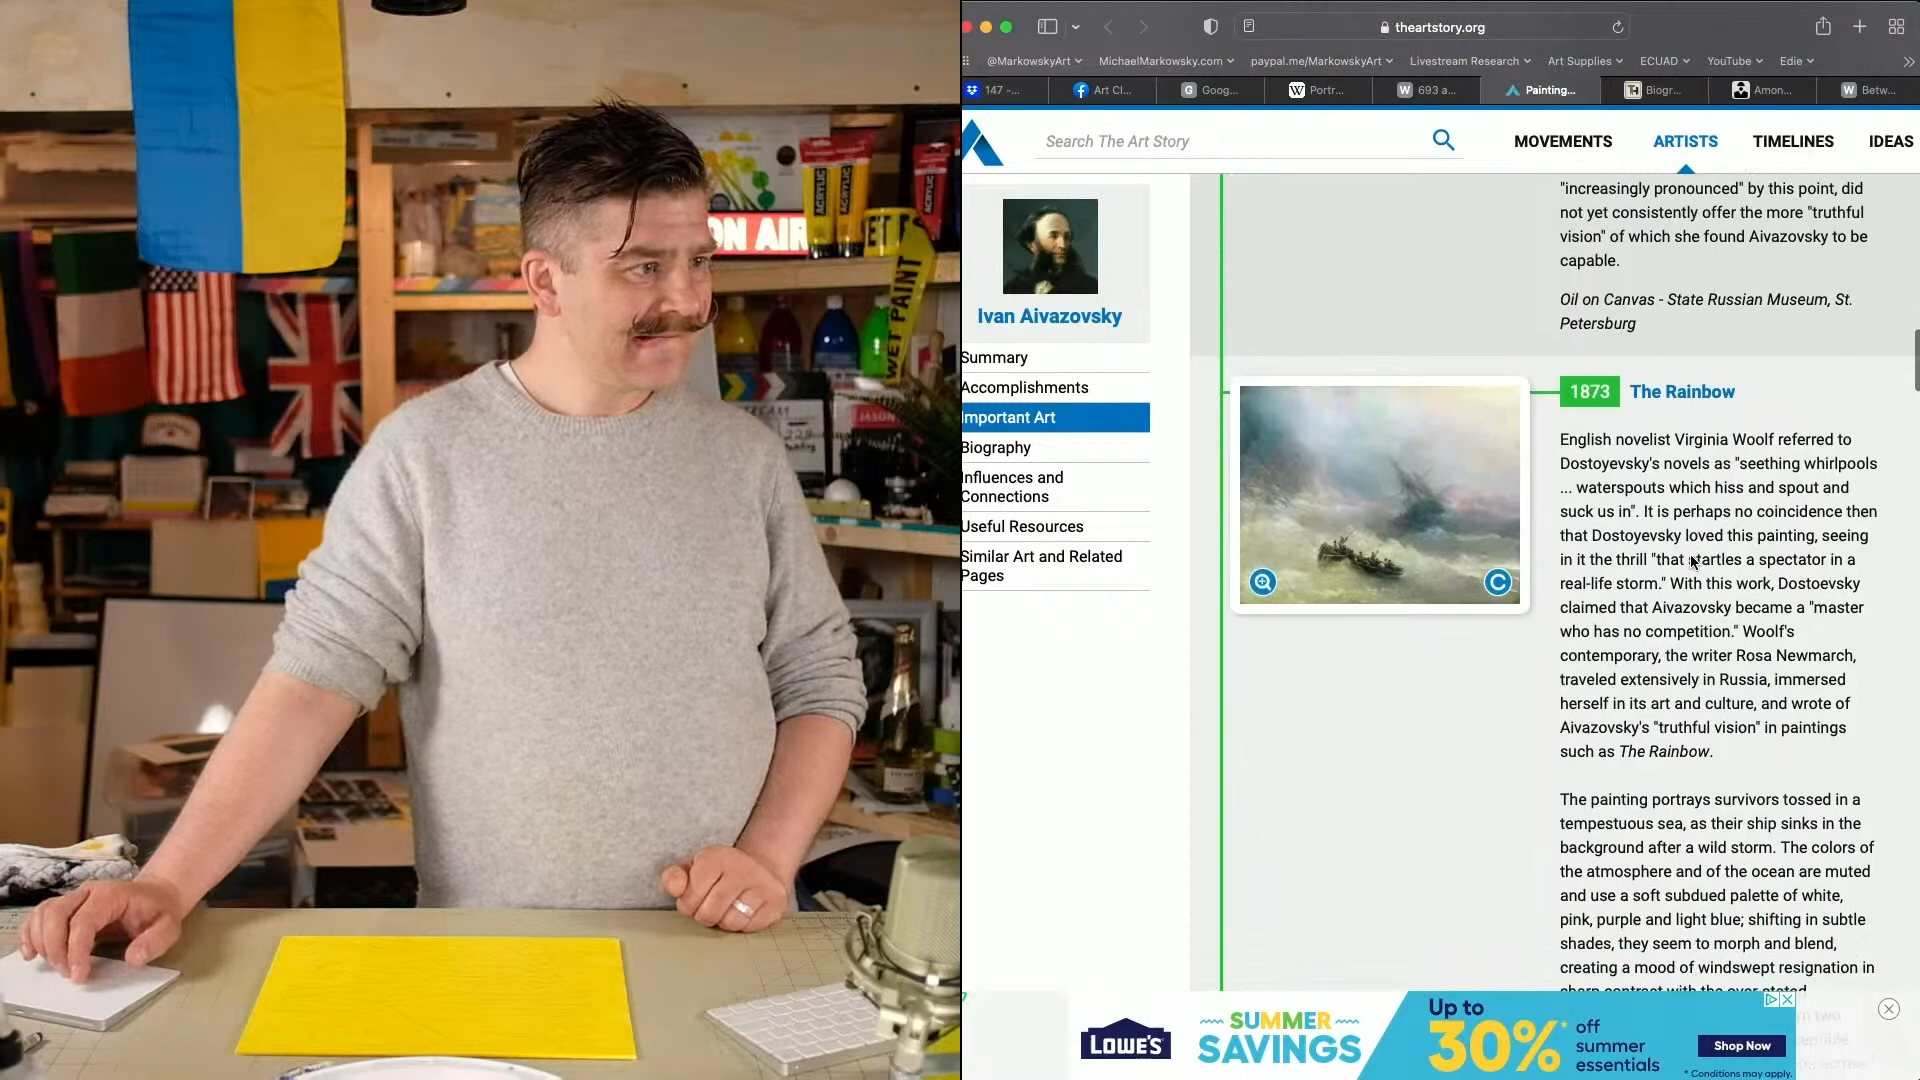 ON AIR
ACRYLIC
ACRYLIC
WET PAINT
JASON
theartstory.org
@MarkowskyArt
MichaelMarkowsky.com
paypal.me/MarkowskyArt
Livestream Research
Art Supplies
ECUAD
YouTube
Edie
147 -...
Art Cl...
Goog...
Portr...
693 a...
Painting...
Biogr...
Amon...
Betw...
Search The Art Story
MOVEMENTS
ARTISTS
TIMELINES
IDEAS
Ivan Aivazovsky
Summary
Accomplishments
Important Art
Biography
Influences and
Connections
Useful Resources
Similar Art and Related
Pages
"increasingly pronounced" by this point, did
not yet consistently offer the more "truthful
vision" of which she found Aivazovsky to be
capable.
Oil on Canvas - State Russian Museum, St.
Petersburg
1873 The Rainbow
English novelist Virginia Woolf referred to
Dostoyevsky's novels as "seething whirlpools
... waterspouts which hiss and spout and
suck us in". It is perhaps no coincidence then
that Dostoyevsky loved this painting, seeing
in it the thrill "that startles a spectator in a
real-life storm." With this work, Dostoevsky
claimed that Aivazovsky became a "master
who has no competition." Woolf's
contemporary, the writer Rosa Newmarch,
traveled extensively in Russia, immersed
herself in its art and culture, and wrote of
Aivazovsky's "truthful vision" in paintings
such as The Rainbow.
The painting portrays survivors tossed in a
tempestuous sea, as their ship sinks in the
background after a wild storm. The colors of
the atmosphere and of the ocean are muted
and use a soft subdued palette of white,
pink, purple and light blue; shifting in subtle
shades, they seem to morph and blend,
creating a mood of windswept resignation in
LOWE'S
SUMMER
SAVINGS
Up to
30%*
off
summer
essentials
Shop Now
* Conditions may apply.